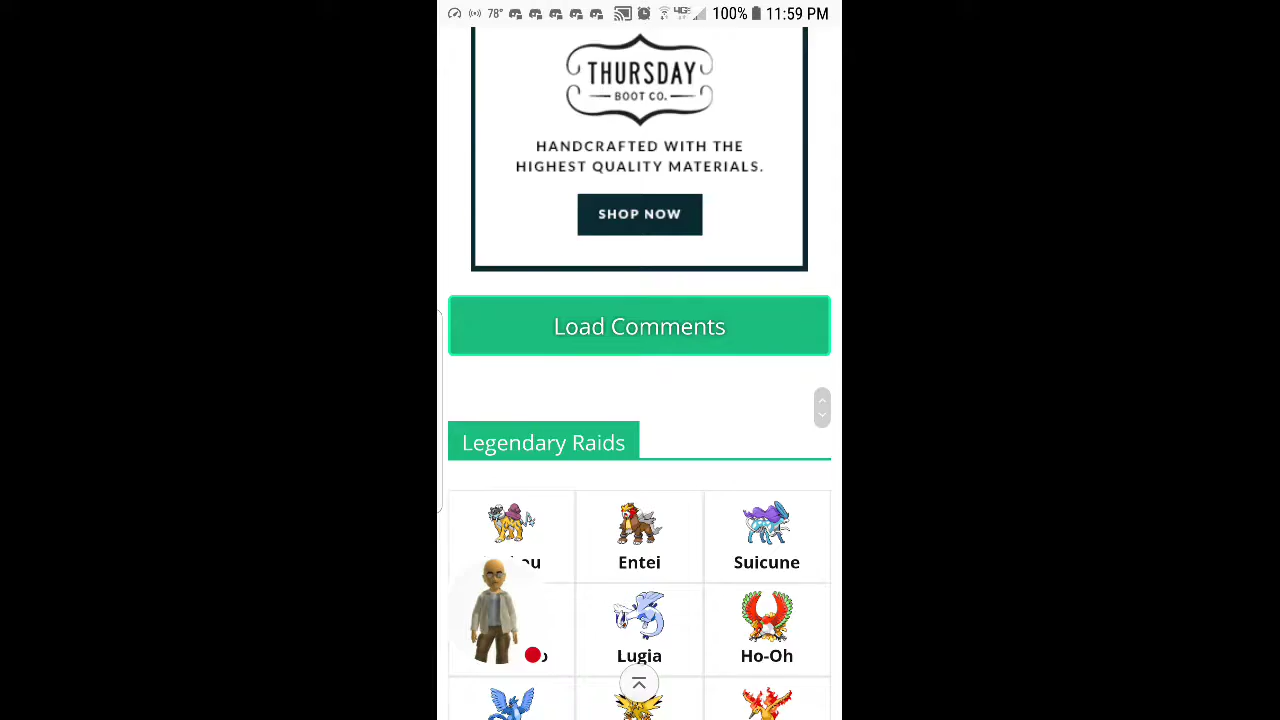 78° 4G 100% 11:59 PM
THURSDAY
BOOT CO.
HANDCRAFTED WITH THE
HIGHEST QUALITY MATERIALS.
SHOP NOW
Load Comments
Legendary Raids
Entei Suicune
Lugia Ho-Oh